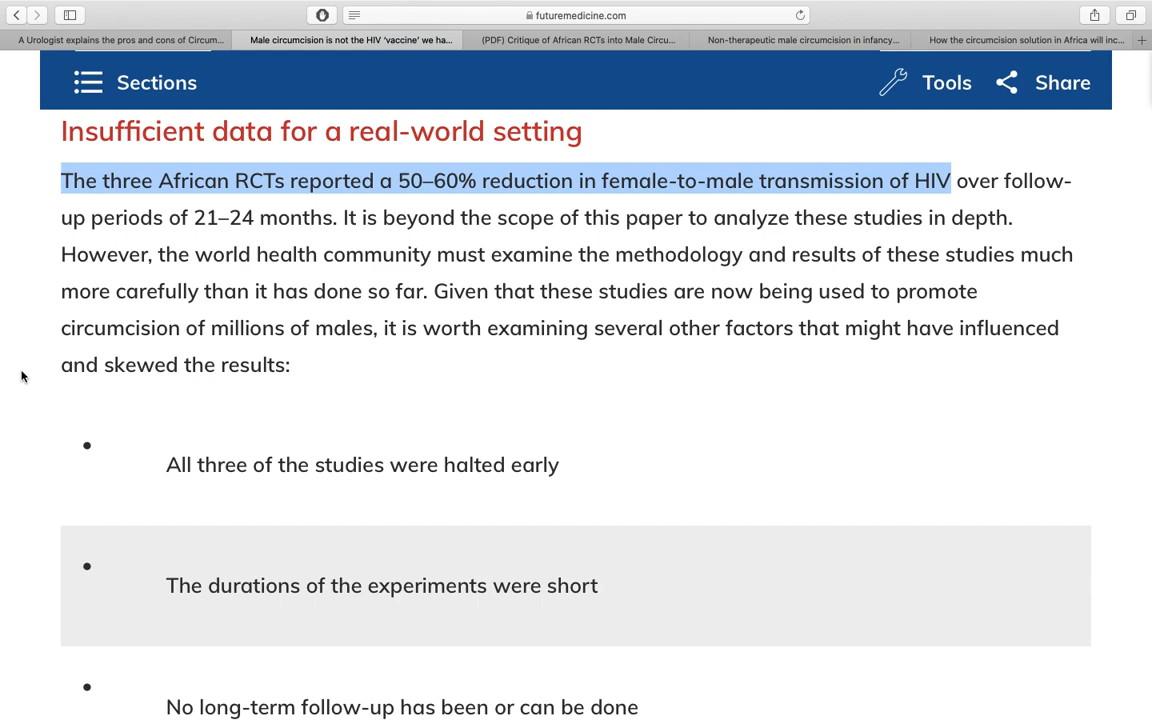 futuremedicine.com
A Urologist explains the pros and cons of Circum...
Male circumcision is not the HIV ‘vaccine’ we ha...
(PDF) Critique of African RCTs into Male Circu...
Non-therapeutic male circumcision in infancy...
How the circumcision solution in Africa will inc...
Sections
Tools
Share
Insufficient data for a real-world setting
The three African RCTs reported a 50–60% reduction in female-to-male transmission of HIV over follow-
up periods of 21–24 months. It is beyond the scope of this paper to analyze these studies in depth.
However, the world health community must examine the methodology and results of these studies much
more carefully than it has done so far. Given that these studies are now being used to promote
circumcision of millions of males, it is worth examining several other factors that might have influenced
and skewed the results:
• All three of the studies were halted early
• The durations of the experiments were short
• No long-term follow-up has been or can be done